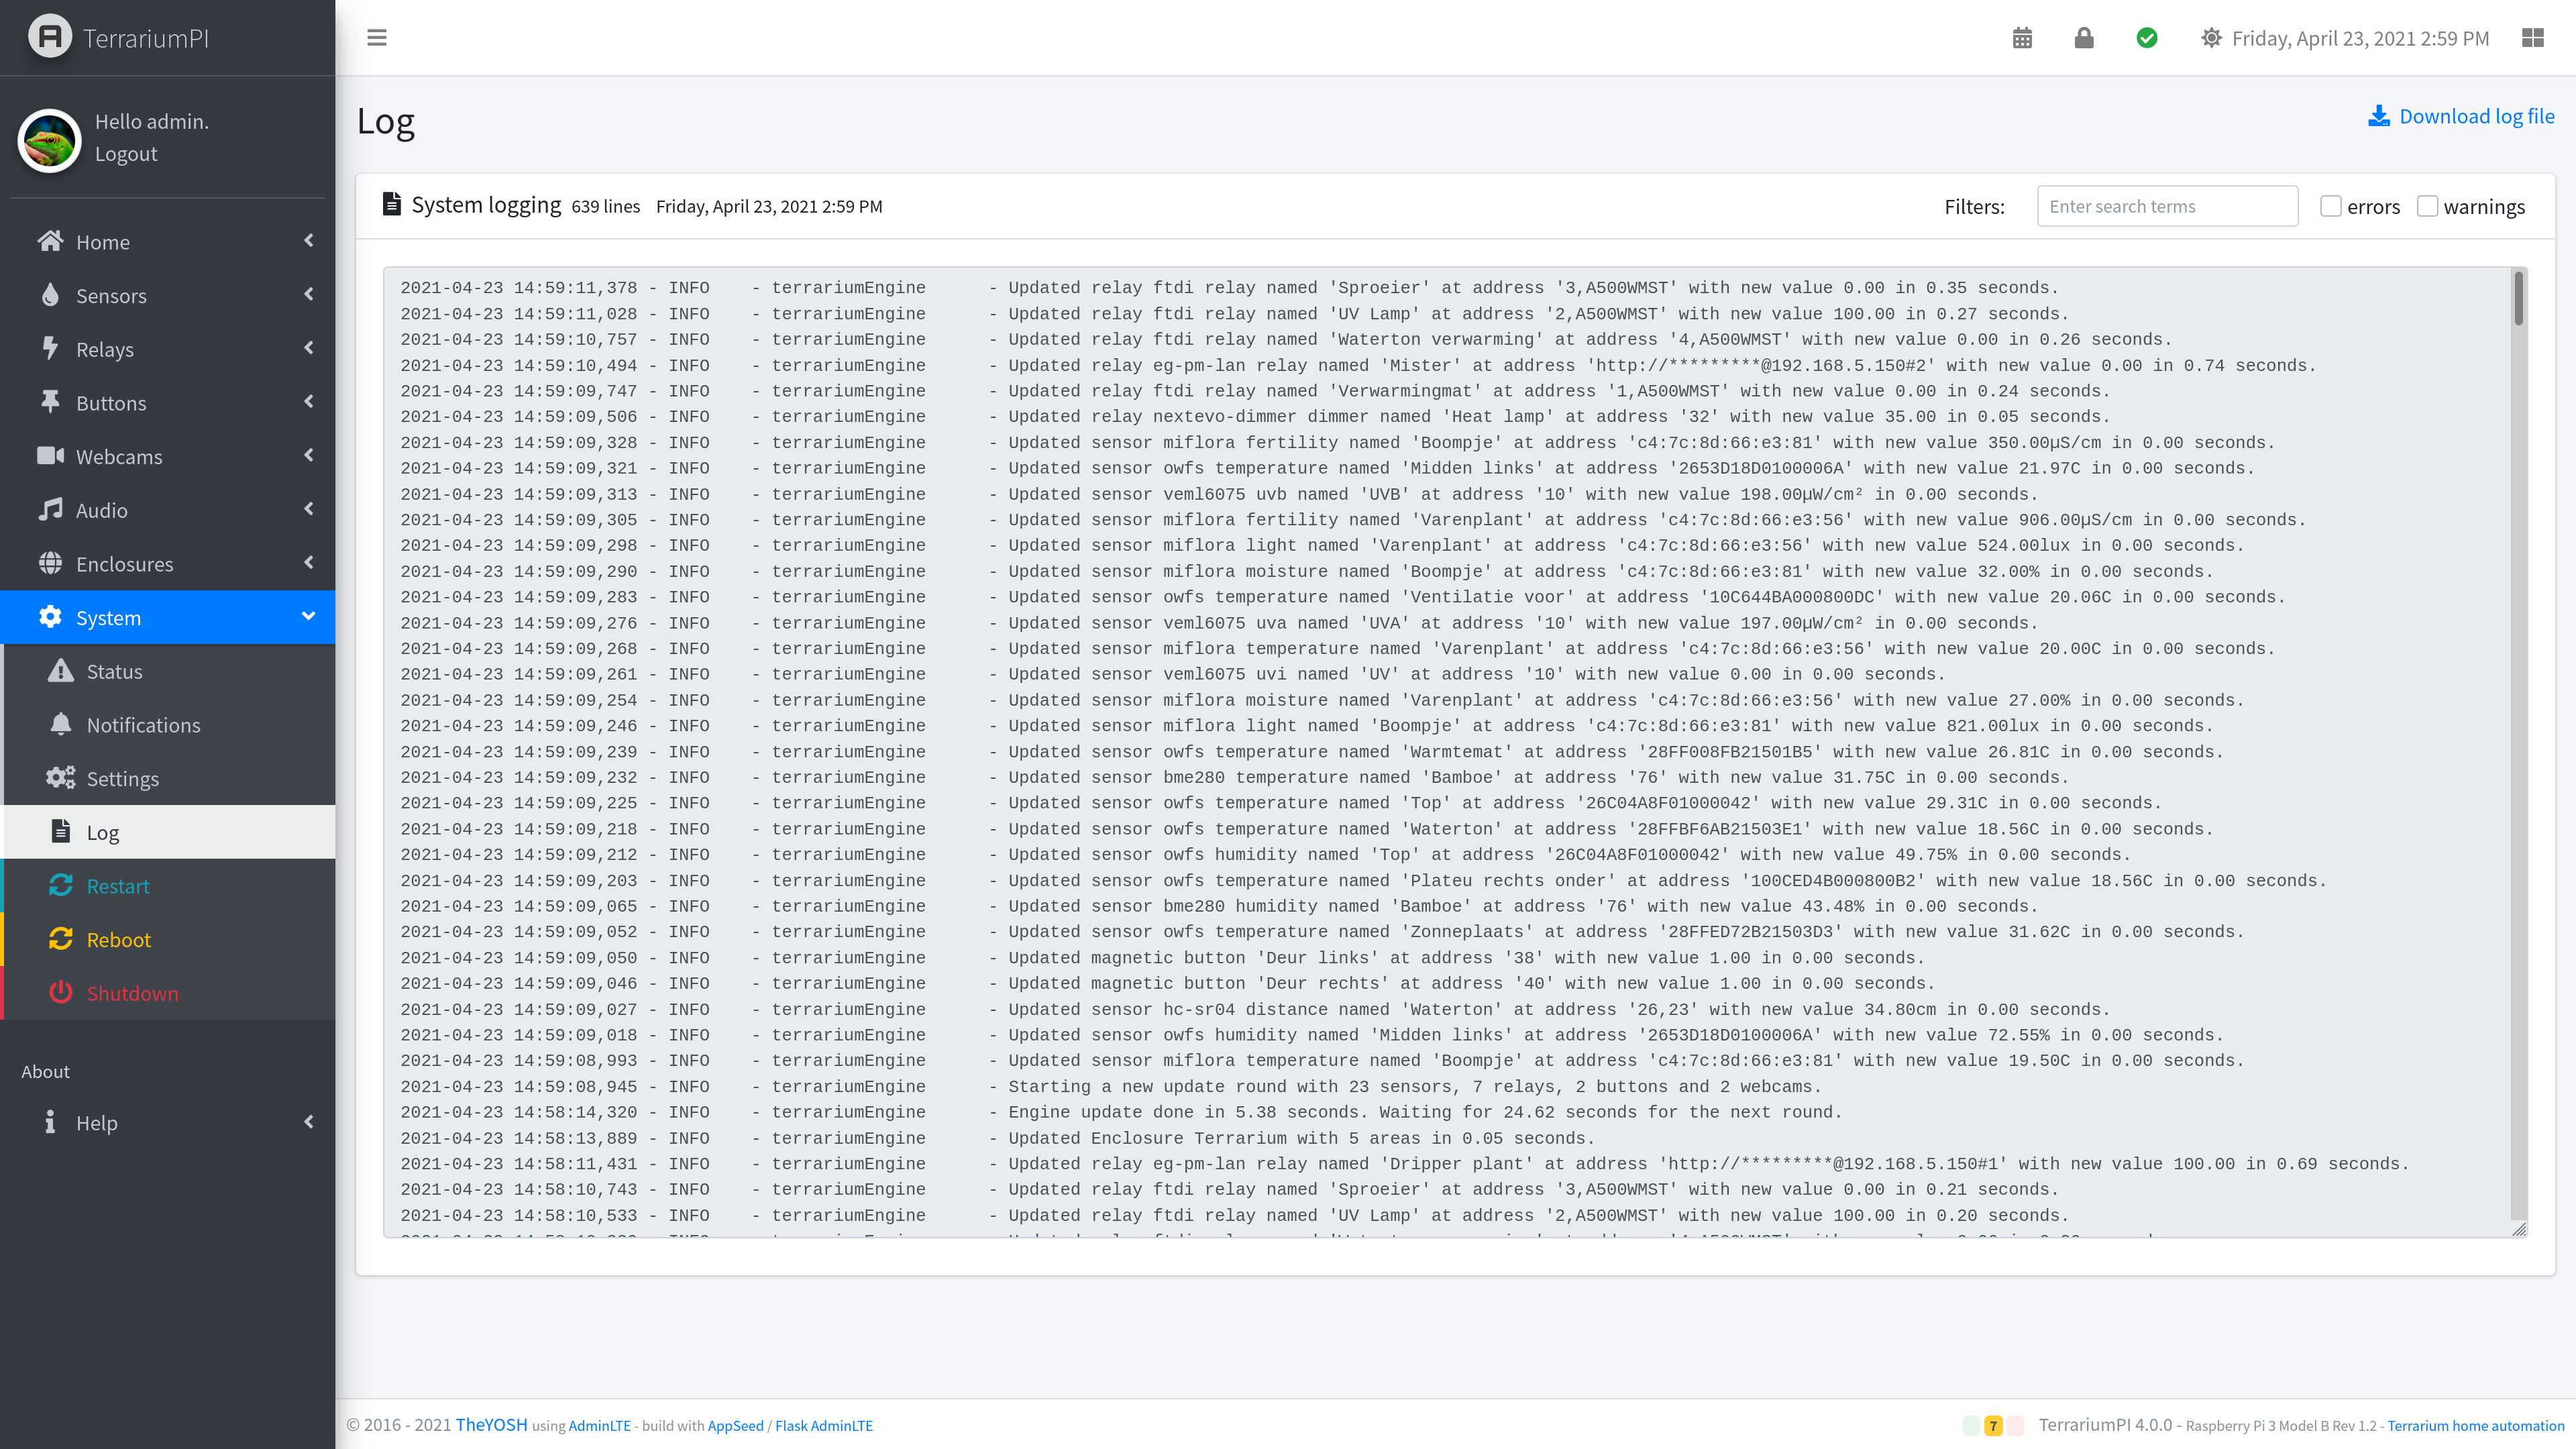 TerrariumPI
Friday, April 23, 2021 2:59 PM
Hello admin.
Logout
Home
Sensors
Relays
Buttons
Webcams
Audio
Enclosures
System
Status
Notifications
Settings
Log
Restart
Reboot
Shutdown
About
Help
Log
Download log file
System logging 639 lines Friday, April 23, 2021 2:59 PM
Filters: Enter search terms errors warnings
2021-04-23 14:59:11,378 - INFO    - terrariumEngine      - Updated relay ftdi relay named 'Sproeier' at address '3,A500WMST' with new value 0.00 in 0.35 seconds.
2021-04-23 14:59:11,028 - INFO    - terrariumEngine      - Updated relay ftdi relay named 'UV Lamp' at address '2,A500WMST' with new value 100.00 in 0.27 seconds.
2021-04-23 14:59:10,757 - INFO    - terrariumEngine      - Updated relay ftdi relay named 'Waterton verwarming' at address '4,A500WMST' with new value 0.00 in 0.26 seconds.
2021-04-23 14:59:10,494 - INFO    - terrariumEngine      - Updated relay eg-pm-lan relay named 'Mister' at address 'http://*********@192.168.5.150#2' with new value 0.00 in 0.74 seconds.
2021-04-23 14:59:09,747 - INFO    - terrariumEngine      - Updated relay ftdi relay named 'Verwarmingmat' at address '1,A500WMST' with new value 0.00 in 0.24 seconds.
2021-04-23 14:59:09,506 - INFO    - terrariumEngine      - Updated relay nextevo-dimmer dimmer named 'Heat lamp' at address '32' with new value 35.00 in 0.05 seconds.
2021-04-23 14:59:09,328 - INFO    - terrariumEngine      - Updated sensor miflora fertility named 'Boompje' at address 'c4:7c:8d:66:e3:81' with new value 350.00µS/cm in 0.00 seconds.
2021-04-23 14:59:09,321 - INFO    - terrariumEngine      - Updated sensor owfs temperature named 'Midden links' at address '2653D18D0100006A' with new value 21.97C in 0.00 seconds.
2021-04-23 14:59:09,313 - INFO    - terrariumEngine      - Updated sensor veml6075 uvb named 'UVB' at address '10' with new value 198.00µW/cm² in 0.00 seconds.
2021-04-23 14:59:09,305 - INFO    - terrariumEngine      - Updated sensor miflora fertility named 'Varenplant' at address 'c4:7c:8d:66:e3:56' with new value 906.00µS/cm in 0.00 seconds.
2021-04-23 14:59:09,298 - INFO    - terrariumEngine      - Updated sensor miflora light named 'Varenplant' at address 'c4:7c:8d:66:e3:56' with new value 524.00lux in 0.00 seconds.
2021-04-23 14:59:09,290 - INFO    - terrariumEngine      - Updated sensor miflora moisture named 'Boompje' at address 'c4:7c:8d:66:e3:81' with new value 32.00% in 0.00 seconds.
2021-04-23 14:59:09,283 - INFO    - terrariumEngine      - Updated sensor owfs temperature named 'Ventilatie voor' at address '10C644BA000800DC' with new value 20.06C in 0.00 seconds.
2021-04-23 14:59:09,276 - INFO    - terrariumEngine      - Updated sensor veml6075 uva named 'UVA' at address '10' with new value 197.00µW/cm² in 0.00 seconds.
2021-04-23 14:59:09,268 - INFO    - terrariumEngine      - Updated sensor miflora temperature named 'Varenplant' at address 'c4:7c:8d:66:e3:56' with new value 20.00C in 0.00 seconds.
2021-04-23 14:59:09,261 - INFO    - terrariumEngine      - Updated sensor veml6075 uvi named 'UV' at address '10' with new value 0.00 in 0.00 seconds.
2021-04-23 14:59:09,254 - INFO    - terrariumEngine      - Updated sensor miflora moisture named 'Varenplant' at address 'c4:7c:8d:66:e3:56' with new value 27.00% in 0.00 seconds.
2021-04-23 14:59:09,246 - INFO    - terrariumEngine      - Updated sensor miflora light named 'Boompje' at address 'c4:7c:8d:66:e3:81' with new value 821.00lux in 0.00 seconds.
2021-04-23 14:59:09,239 - INFO    - terrariumEngine      - Updated sensor owfs temperature named 'Warmtemat' at address '28FF008FB21501B5' with new value 26.81C in 0.00 seconds.
2021-04-23 14:59:09,232 - INFO    - terrariumEngine      - Updated sensor bme280 temperature named 'Bamboe' at address '76' with new value 31.75C in 0.00 seconds.
2021-04-23 14:59:09,225 - INFO    - terrariumEngine      - Updated sensor owfs temperature named 'Top' at address '26C04A8F01000042' with new value 29.31C in 0.00 seconds.
2021-04-23 14:59:09,218 - INFO    - terrariumEngine      - Updated sensor owfs temperature named 'Waterton' at address '28FFBF6AB21503E1' with new value 18.56C in 0.00 seconds.
2021-04-23 14:59:09,212 - INFO    - terrariumEngine      - Updated sensor owfs humidity named 'Top' at address '26C04A8F01000042' with new value 49.75% in 0.00 seconds.
2021-04-23 14:59:09,203 - INFO    - terrariumEngine      - Updated sensor owfs temperature named 'Plateu rechts onder' at address '100CED4B000800B2' with new value 18.56C in 0.00 seconds.
2021-04-23 14:59:09,065 - INFO    - terrariumEngine      - Updated sensor bme280 humidity named 'Bamboe' at address '76' with new value 43.48% in 0.00 seconds.
2021-04-23 14:59:09,052 - INFO    - terrariumEngine      - Updated sensor owfs temperature named 'Zonneplaats' at address '28FFED72B21503D3' with new value 31.62C in 0.00 seconds.
2021-04-23 14:59:09,050 - INFO    - terrariumEngine      - Updated magnetic button 'Deur links' at address '38' with new value 1.00 in 0.00 seconds.
2021-04-23 14:59:09,046 - INFO    - terrariumEngine      - Updated magnetic button 'Deur rechts' at address '40' with new value 1.00 in 0.00 seconds.
2021-04-23 14:59:09,027 - INFO    - terrariumEngine      - Updated sensor hc-sr04 distance named 'Waterton' at address '26,23' with new value 34.80cm in 0.00 seconds.
2021-04-23 14:59:09,018 - INFO    - terrariumEngine      - Updated sensor owfs humidity named 'Midden links' at address '2653D18D0100006A' with new value 72.55% in 0.00 seconds.
2021-04-23 14:59:08,993 - INFO    - terrariumEngine      - Updated sensor miflora temperature named 'Boompje' at address 'c4:7c:8d:66:e3:81' with new value 19.50C in 0.00 seconds.
2021-04-23 14:59:08,945 - INFO    - terrariumEngine      - Starting a new update round with 23 sensors, 7 relays, 2 buttons and 2 webcams.
2021-04-23 14:58:14,320 - INFO    - terrariumEngine      - Engine update done in 5.38 seconds. Waiting for 24.62 seconds for the next round.
2021-04-23 14:58:13,889 - INFO    - terrariumEngine      - Updated Enclosure Terrarium with 5 areas in 0.05 seconds.
2021-04-23 14:58:11,431 - INFO    - terrariumEngine      - Updated relay eg-pm-lan relay named 'Dripper plant' at address 'http://*********@192.168.5.150#1' with new value 100.00 in 0.69 seconds.
2021-04-23 14:58:10,743 - INFO    - terrariumEngine      - Updated relay ftdi relay named 'Sproeier' at address '3,A500WMST' with new value 0.00 in 0.21 seconds.
2021-04-23 14:58:10,533 - INFO    - terrariumEngine      - Updated relay ftdi relay named 'UV Lamp' at address '2,A500WMST' with new value 100.00 in 0.20 seconds.
© 2016 - 2021 TheYOSH using AdminLTE - build with AppSeed / Flask AdminLTE
7 TerrariumPI 4.0.0 - Raspberry Pi 3 Model B Rev 1.2 - Terrarium home automation